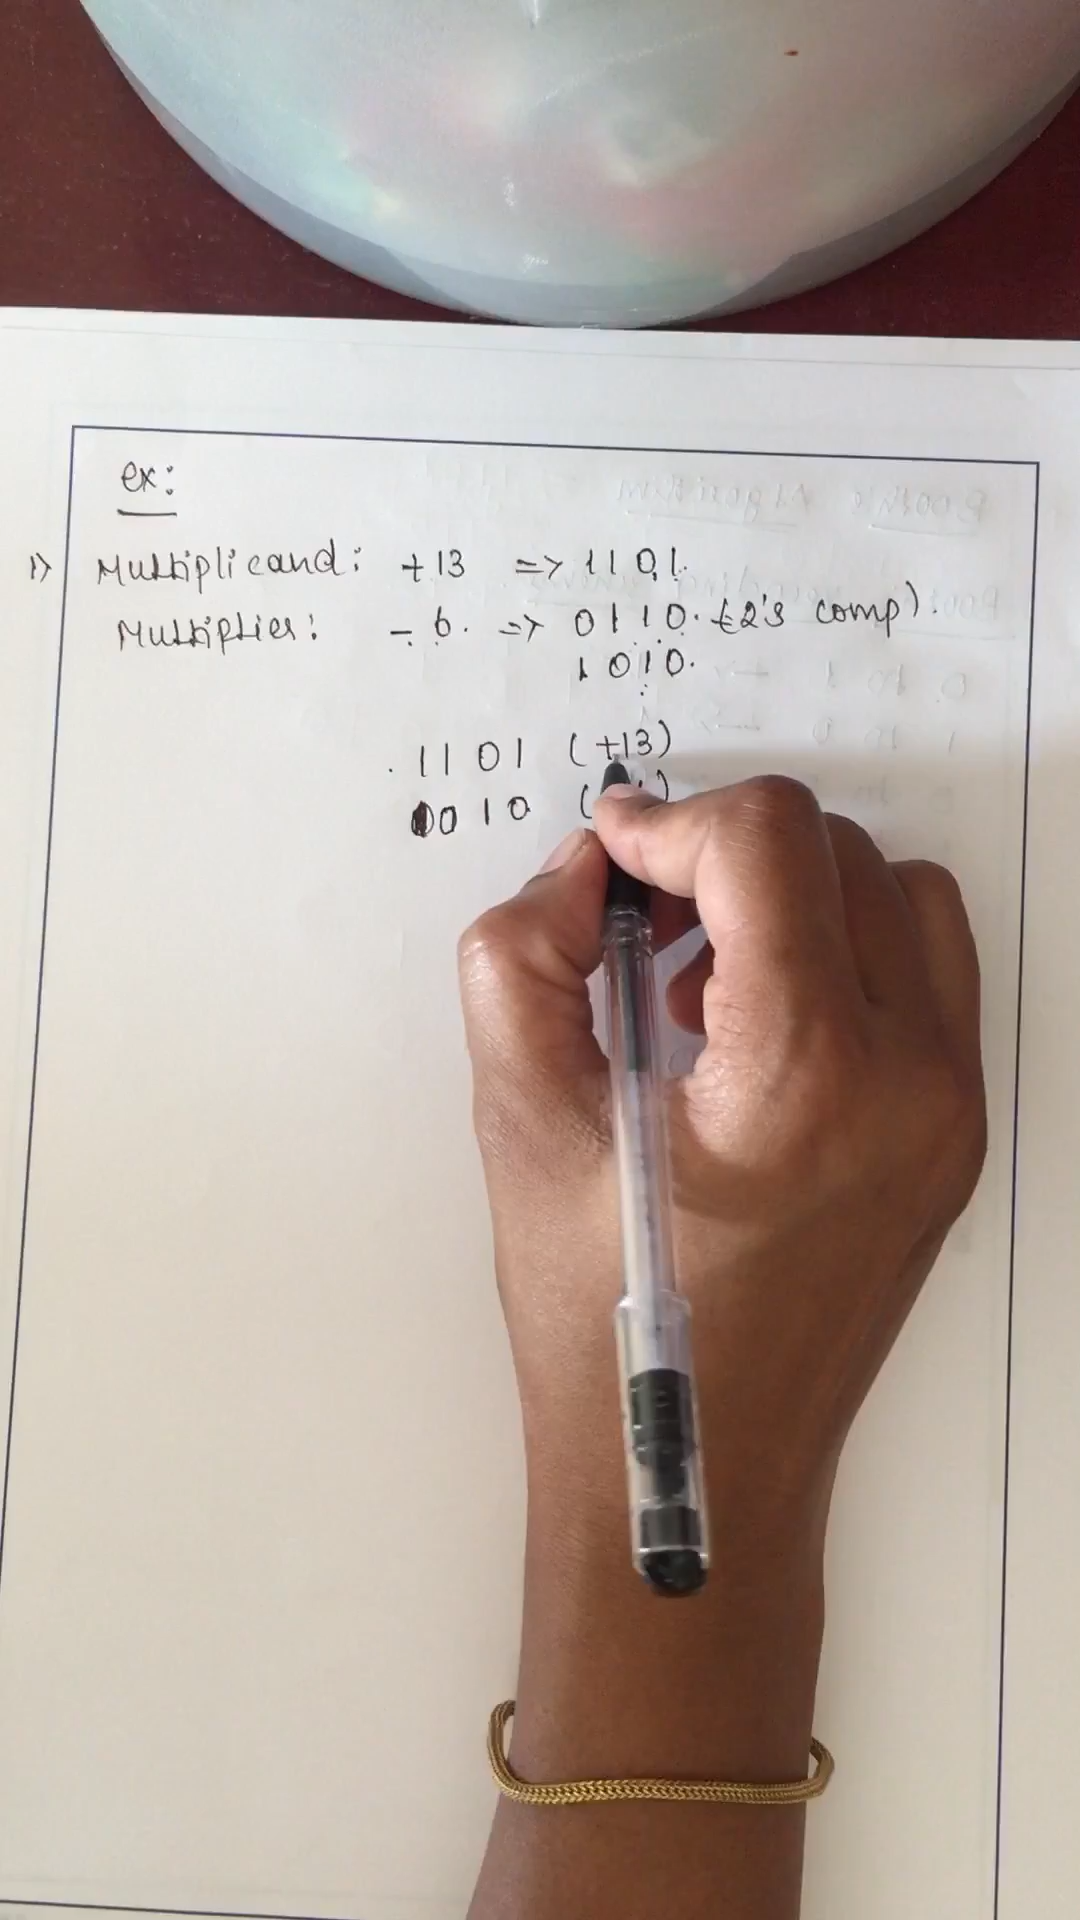 ex:
1) Multiplicand: +13 => 1101.
Multiplier: - 6. => 0110. (2's comp).
1010.
1101 (+13)
0010 (